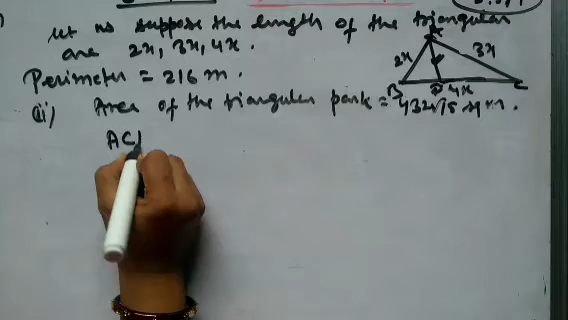 Let us suppose the length of the triangular
are 2x, 3x, 4x.
Perimeter = 216 m.
(ii) Area of the triangular park = 432√15 sq m.
A
2x
3x
B
D
4x
C
AC